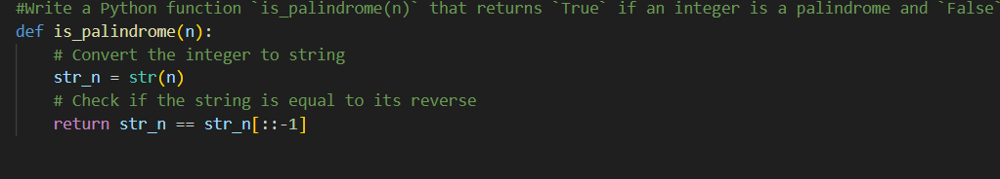 #Write a Python function `is_palindrome(n)` that returns `True` if an integer is a palindrome and `False`
def is_palindrome(n):
    # Convert the integer to string
    str_n = str(n)
    # Check if the string is equal to its reverse
    return str_n == str_n[::-1]